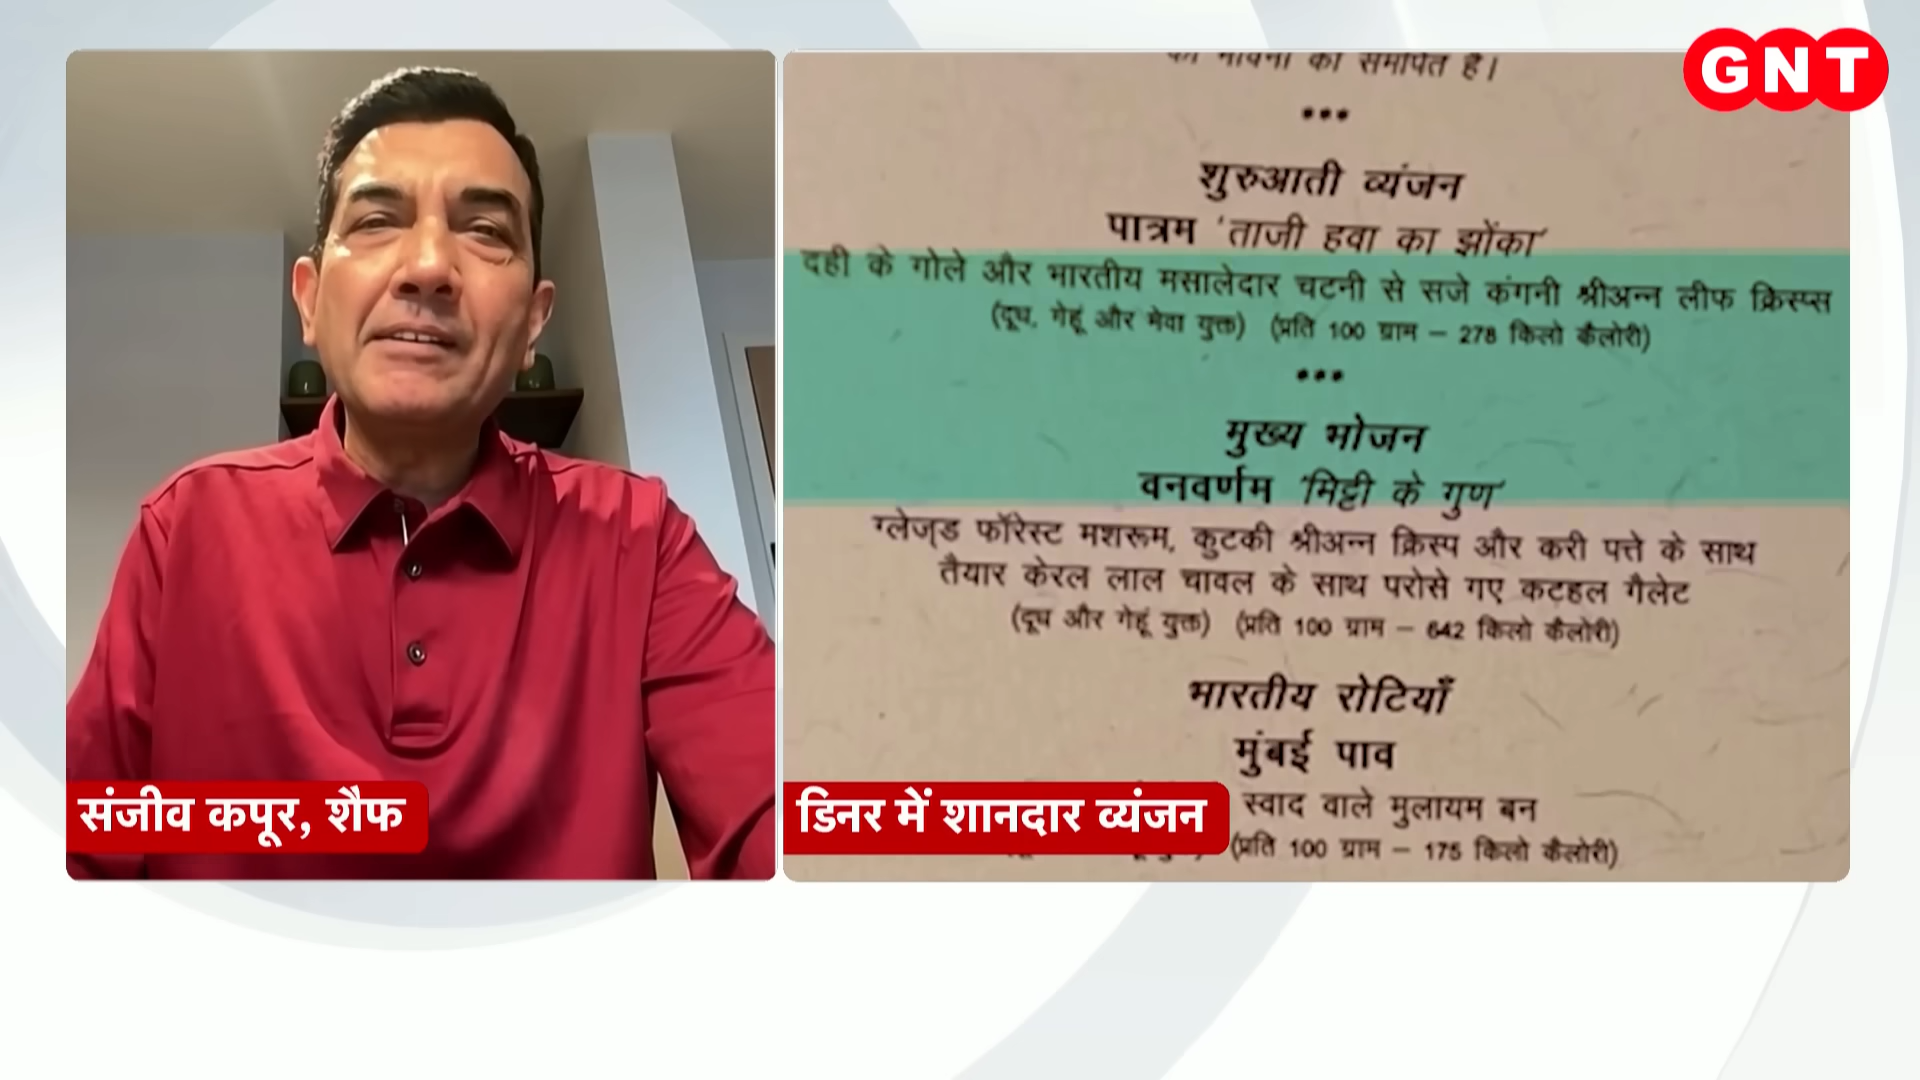 GNT
को समर्पित है।
शुरुआती व्यंजन
पात्रम 'ताजी हवा का झोंका'
दही के गोले और भारतीय मसालेदार चटनी से सजे कंगनी श्रीअन्न लीफ क्रिस्प्स
(दूध, गेहूं और मेवा युक्त) (प्रति 100 ग्राम – 278 किलो कैलोरी)
मुख्य भोजन
वनवर्णम 'मिट्टी के गुण'
ग्लेज़्ड फॉरेस्ट मशरूम, कुटकी श्रीअन्न क्रिस्प और करी पत्ते के साथ
तैयार केरल लाल चावल के साथ परोसे गए कटहल गैलेट
(दूध और गेहूं युक्त) (प्रति 100 ग्राम – 642 किलो कैलोरी)
भारतीय रोटियाँ
मुंबई पाव
स्वाद वाले मुलायम बन
(प्रति 100 ग्राम – 175 किलो कैलोरी)
संजीव कपूर, शैफ
डिनर में शानदार व्यंजन